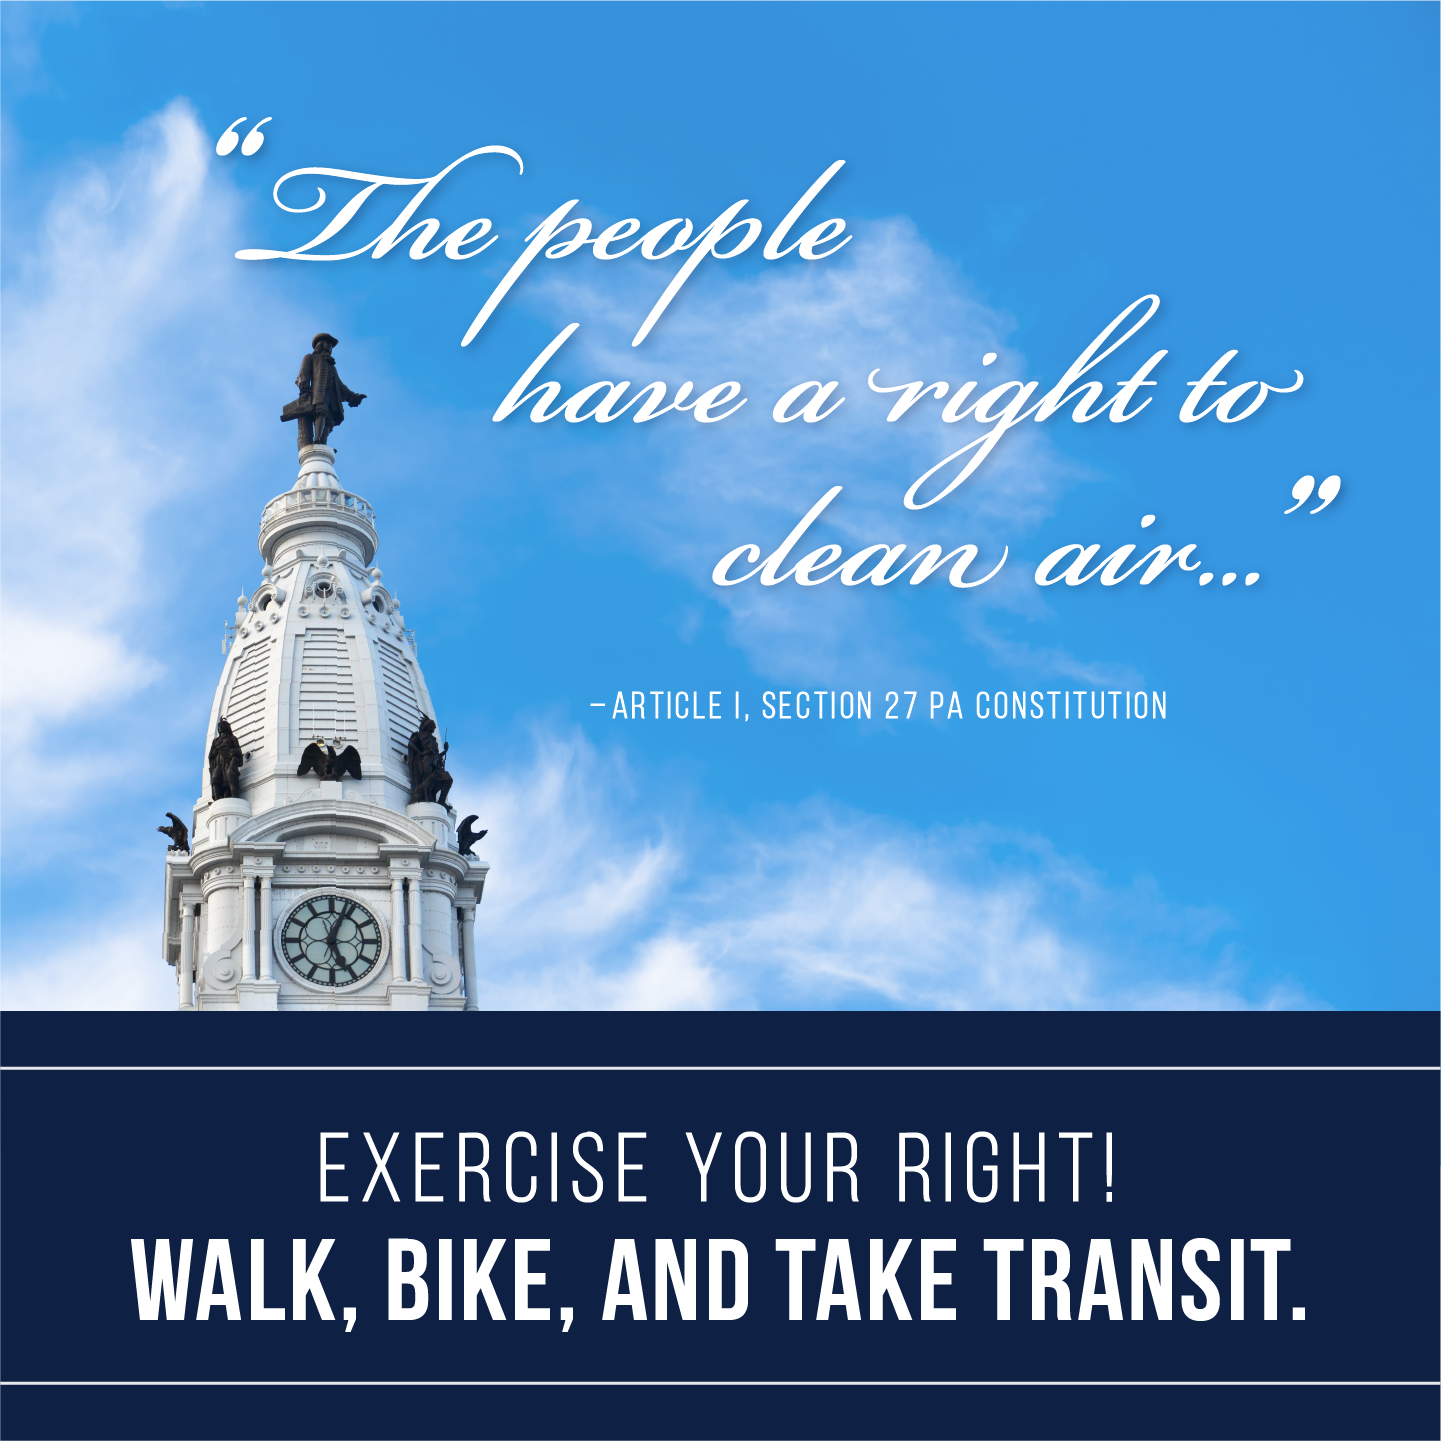 “The people
have a right to
clean air...”
–ARTICLE I, SECTION 27 PA CONSTITUTION
EXERCISE YOUR RIGHT!
WALK, BIKE, AND TAKE TRANSIT.